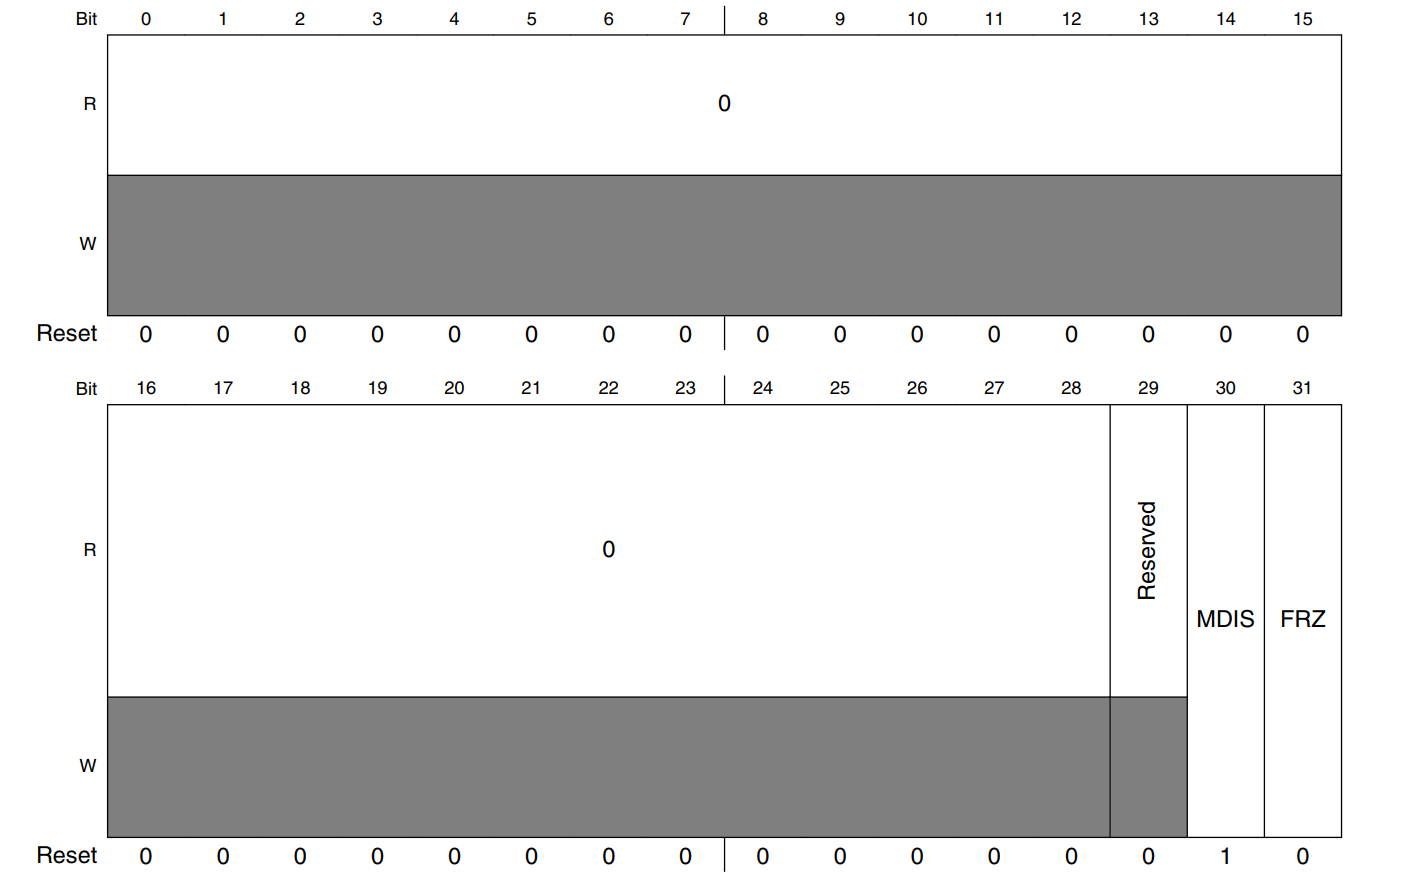 Bit 0 1 2 3 4 5 6 7 8 9 10 11 12 13 14 15
R 0
W
Reset 0 0 0 0 0 0 0 0 0 0 0 0 0 0 0 0
Bit 16 17 18 19 20 21 22 23 24 25 26 27 28 29 30 31
R 0 Reserved MDIS FRZ
W
Reset 0 0 0 0 0 0 0 0 0 0 0 0 0 0 1 0